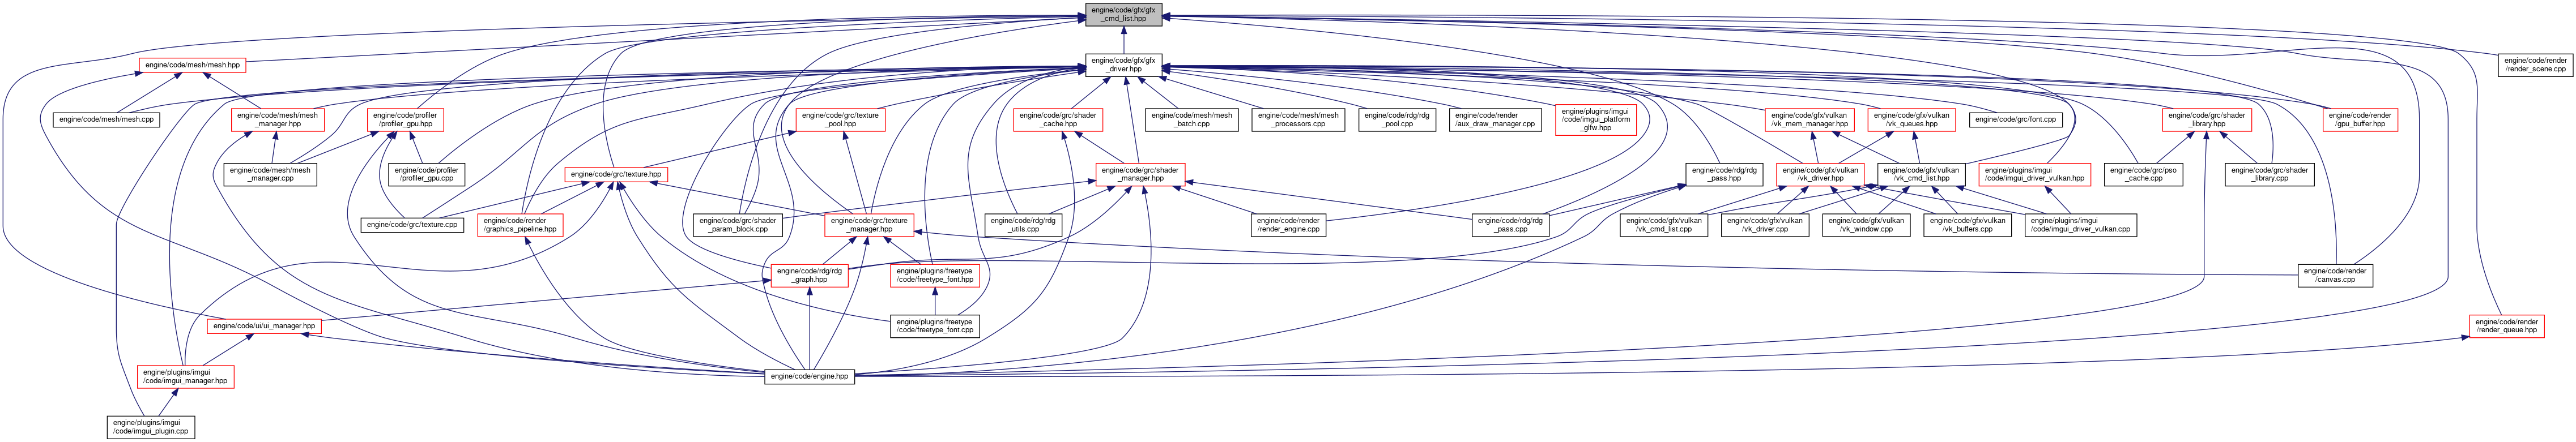 engine/code/gfx/gfx
_cmd_list.hpp
engine/code/mesh/mesh.hpp
engine/code/gfx/gfx
_driver.hpp
engine/code/render
/render_scene.cpp
engine/code/mesh/mesh.cpp
engine/code/mesh/mesh
_manager.hpp
engine/code/profiler
/profiler_gpu.hpp
engine/code/grc/texture
_pool.hpp
engine/code/grc/shader
_cache.hpp
engine/code/mesh/mesh
_batch.cpp
engine/code/mesh/mesh
_processors.cpp
engine/code/rdg/rdg
_pool.cpp
engine/code/render
/aux_draw_manager.cpp
engine/plugins/imgui
/code/imgui_platform
_glfw.hpp
engine/code/gfx/vulkan
/vk_mem_manager.hpp
engine/code/gfx/vulkan
/vk_queues.hpp
engine/code/grc/font.cpp
engine/code/grc/shader
_library.hpp
engine/code/render
/gpu_buffer.hpp
engine/code/mesh/mesh
_manager.cpp
engine/code/profiler
/profiler_gpu.cpp
engine/code/grc/texture.hpp
engine/code/grc/shader
_manager.hpp
engine/code/rdg/rdg
_pass.hpp
engine/code/gfx/vulkan
/vk_driver.hpp
engine/code/gfx/vulkan
/vk_cmd_list.hpp
engine/plugins/imgui
/code/imgui_driver_vulkan.hpp
engine/code/grc/pso
_cache.cpp
engine/code/grc/shader
_library.cpp
engine/code/grc/texture.cpp
engine/code/render
/graphics_pipeline.hpp
engine/code/grc/shader
_param_block.cpp
engine/code/grc/texture
_manager.hpp
engine/code/rdg/rdg
_utils.cpp
engine/code/render
/render_engine.cpp
engine/code/rdg/rdg
_pass.cpp
engine/code/gfx/vulkan
/vk_cmd_list.cpp
engine/code/gfx/vulkan
/vk_driver.cpp
engine/code/gfx/vulkan
/vk_window.cpp
engine/code/gfx/vulkan
/vk_buffers.cpp
engine/plugins/imgui
/code/imgui_driver_vulkan.cpp
engine/code/rdg/rdg
_graph.hpp
engine/plugins/freetype
/code/freetype_font.hpp
engine/code/render
/canvas.cpp
engine/code/ui/ui_manager.hpp
engine/plugins/freetype
/code/freetype_font.cpp
engine/code/render
/render_queue.hpp
engine/plugins/imgui
/code/imgui_manager.hpp
engine/code/engine.hpp
engine/plugins/imgui
/code/imgui_plugin.cpp